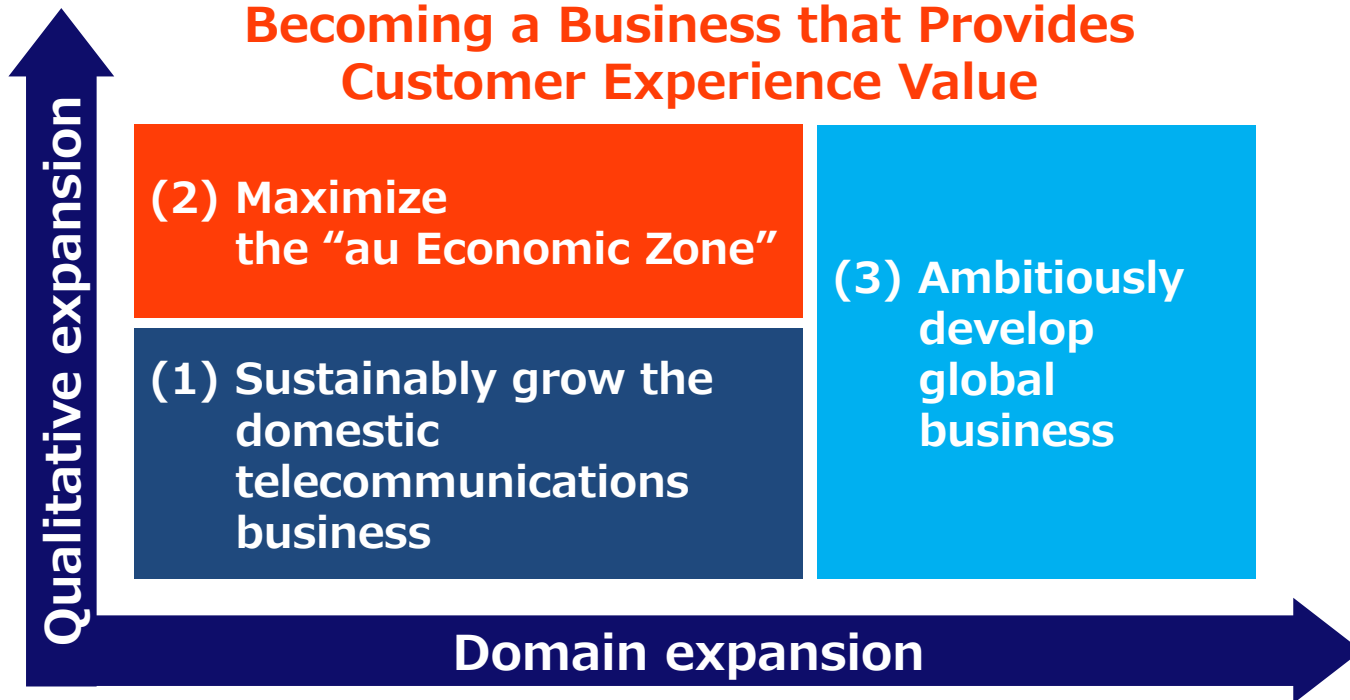 Becoming a Business that Provides
Customer Experience Value
Qualitative expansion
(2) Maximize
the “au Economic Zone”
(1) Sustainably grow the
domestic
telecommunications
business
(3) Ambitiously
develop
global
business
Domain expansion